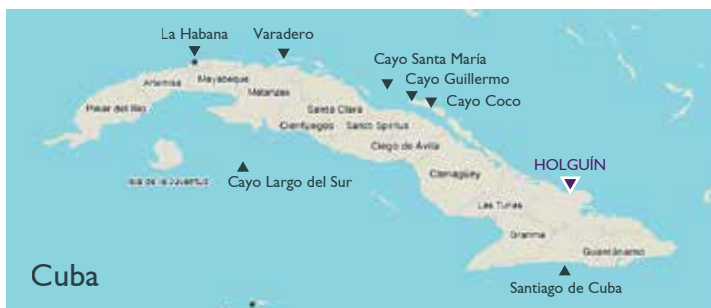 La Habana
Varadero
Cayo Santa María
Cayo Guillermo
Cayo Coco
Artemisa
Mayabeque
Matanzas
Pinar del Río
Santa Clara
Cienfuegos
Sancti Spíritus
Ciego de Ávila
Isla de la Juventud
Cayo Largo del Sur
Camagüey
HOLGUÍN
Las Tunas
Granma
Guantánamo
Cuba
Santiago de Cuba